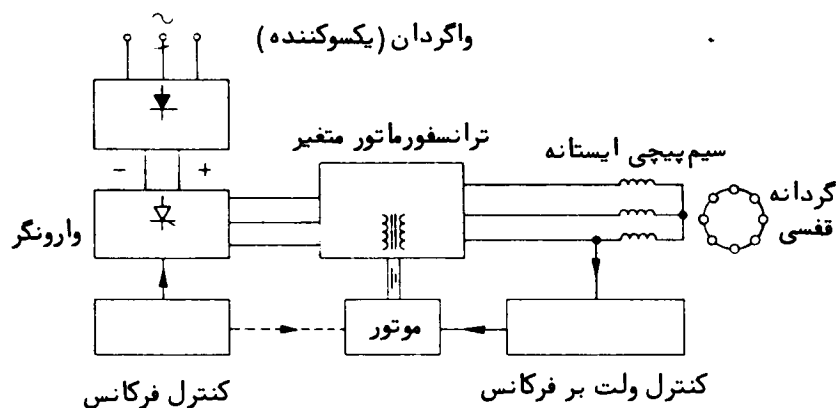 ~
واگردان (یکسوکننده)
ترانسفورماتور متغیر
سیم‌پیچی ایستانه
گردانه
قفسی
- +
وارونگر
موتور
کنترل فرکانس
کنترل ولت بر فرکانس